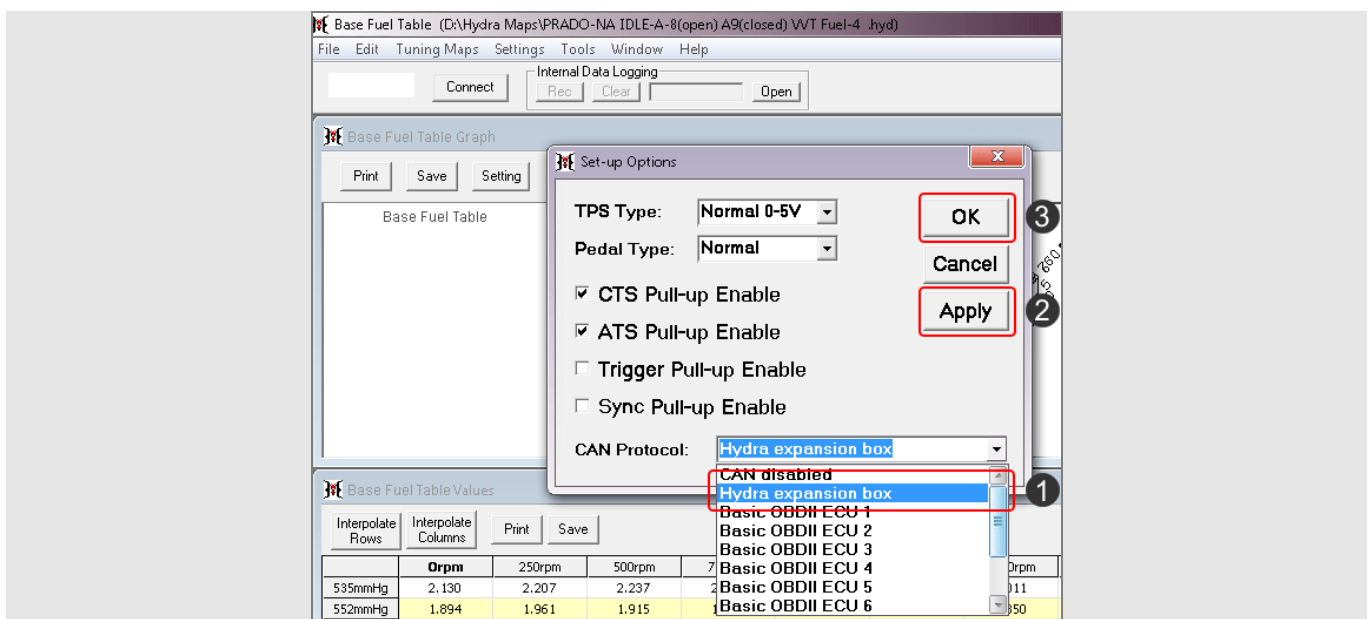 Base Fuel Table (D:\Hydra Maps\PRADO-NA IDLE-A-8(open) A9(closed) VVT Fuel-4 .hyd)
File Edit Tuning Maps Settings Tools Window Help
Internal Data Logging
Connect Rec Clear Open
Base Fuel Table Graph
Print Save Setting
Base Fuel Table
Set-up Options
TPS Type: Normal 0-5V OK 3
Pedal Type: Normal Cancel
CTS Pull-up Enable Apply 2
ATS Pull-up Enable
Trigger Pull-up Enable
Sync Pull-up Enable
CAN Protocol: Hydra expansion box
CAN disabled
Hydra expansion box 1
Basic OBDII ECU 1
Basic OBDII ECU 2
Basic OBDII ECU 3
Basic OBDII ECU 4
Basic OBDII ECU 5
Basic OBDII ECU 6
Base Fuel Table Values
Interpolate Rows Interpolate Columns Print Save
0rpm 250rpm 500rpm
535mmHg 2.130 2.207 2.237
552mmHg 1.894 1.961 1.915